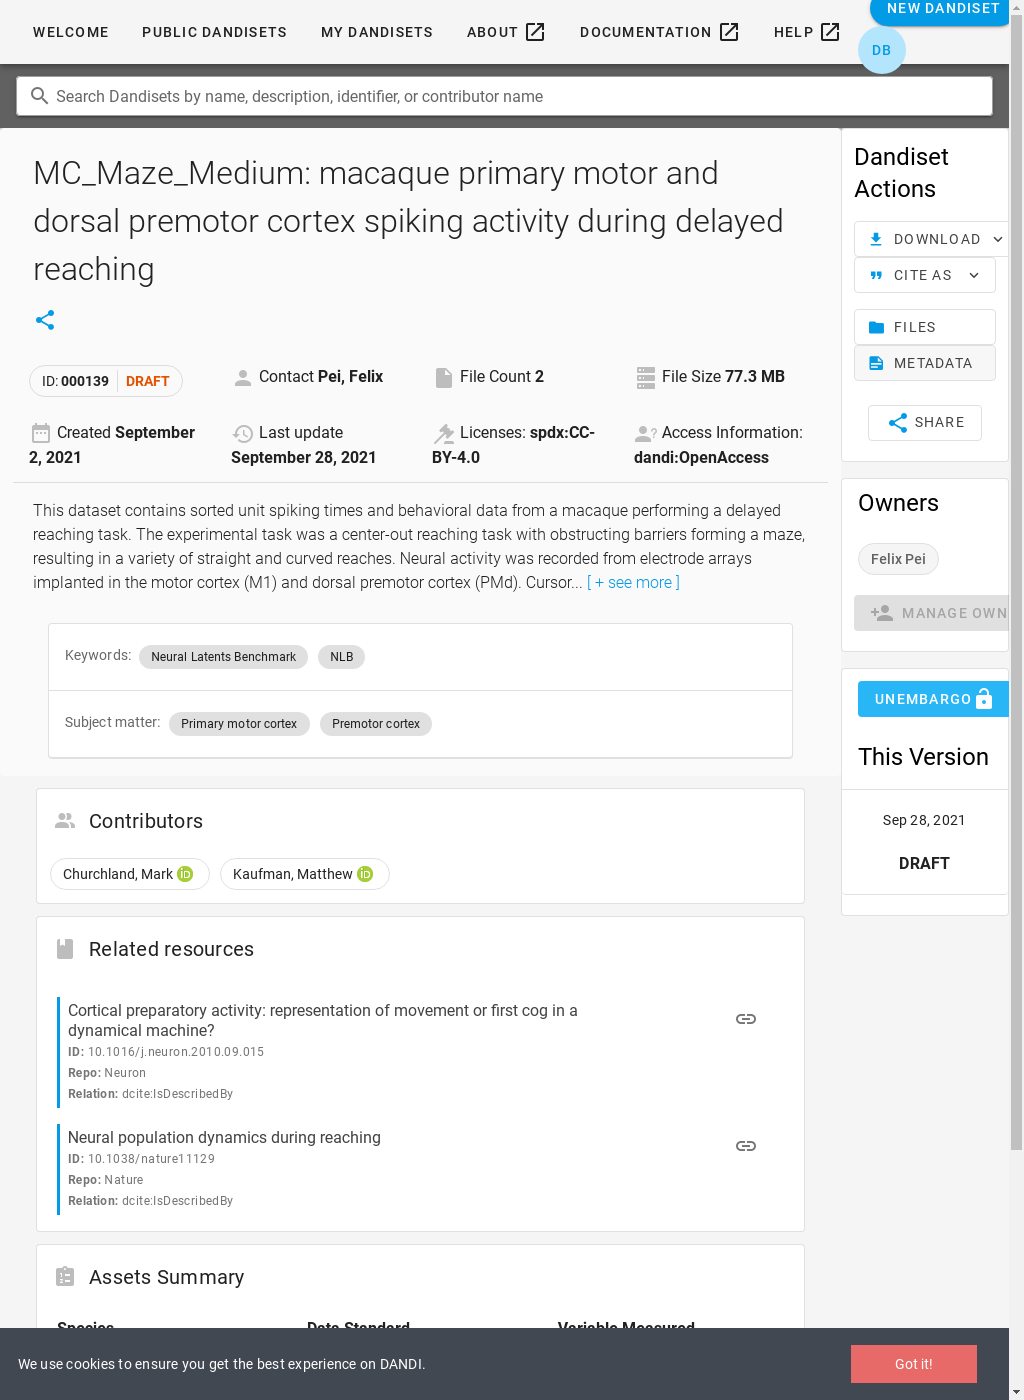 NEW DANDISET
WELCOME PUBLIC DANDISETS MY DANDISETS ABOUT DOCUMENTATION HELP
DB
Search Dandisets by name, description, identifier, or contributor name
MC_Maze_Medium: macaque primary motor and
dorsal premotor cortex spiking activity during delayed
reaching
ID: 000139 DRAFT
Contact Pei, Felix
File Count 2
File Size 77.3 MB
Created September
2, 2021
Last update
September 28, 2021
Licenses: spdx:CC-
BY-4.0
Access Information:
dandi:OpenAccess
This dataset contains sorted unit spiking times and behavioral data from a macaque performing a delayed
reaching task. The experimental task was a center-out reaching task with obstructing barriers forming a maze,
resulting in a variety of straight and curved reaches. Neural activity was recorded from electrode arrays
implanted in the motor cortex (M1) and dorsal premotor cortex (PMd). Cursor... [ + see more ]
Keywords: Neural Latents Benchmark NLB
Subject matter: Primary motor cortex Premotor cortex
Contributors
Churchland, Mark iD Kaufman, Matthew iD
Related resources
Cortical preparatory activity: representation of movement or first cog in a
dynamical machine?
ID: 10.1016/j.neuron.2010.09.015
Repo: Neuron
Relation: dcite:IsDescribedBy
Neural population dynamics during reaching
ID: 10.1038/nature11129
Repo: Nature
Relation: dcite:IsDescribedBy
Assets Summary
Species Data Standard Variable Measured
Dandiset
Actions
DOWNLOAD
CITE AS
FILES
METADATA
SHARE
Owners
Felix Pei
MANAGE OWN
UNEMBARGO
This Version
Sep 28, 2021
DRAFT
We use cookies to ensure you get the best experience on DANDI.
Got it!